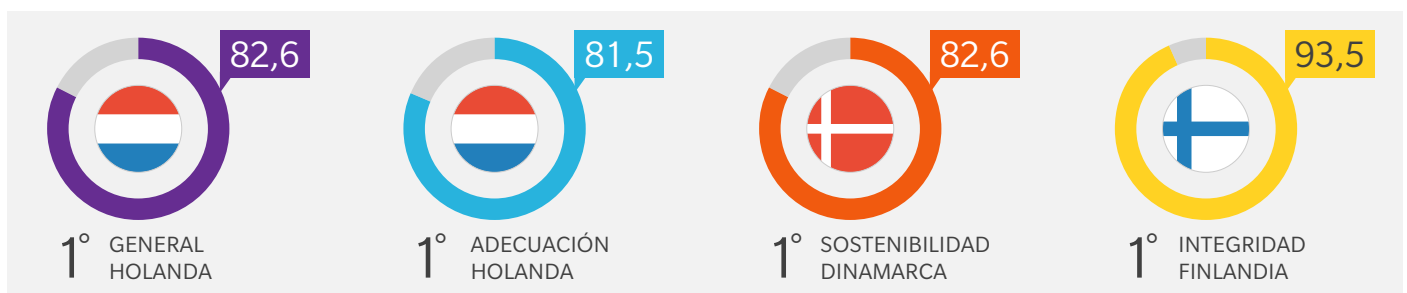 82,6
1° GENERAL
HOLANDA
81,5
1° ADECUACIÓN
HOLANDA
82,6
1° SOSTENIBILIDAD
DINAMARCA
93,5
1° INTEGRIDAD
FINLANDIA